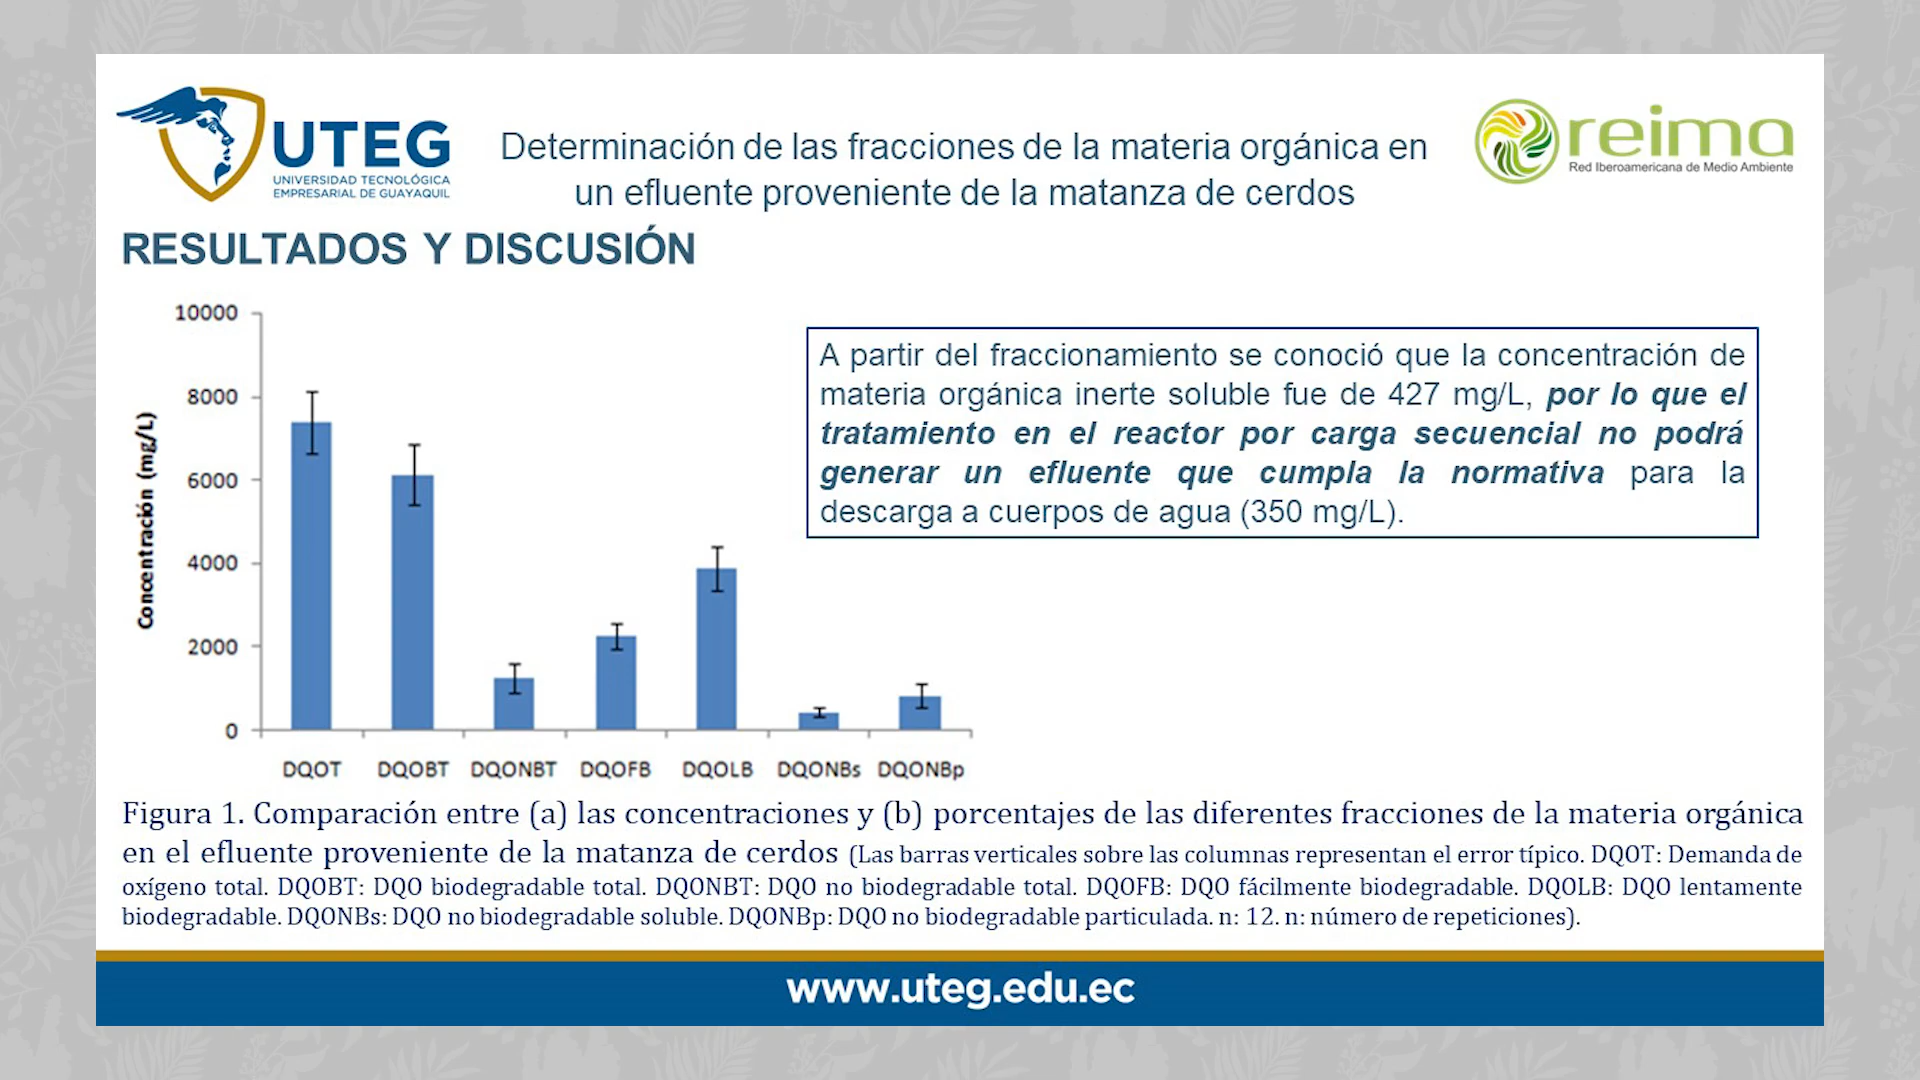 UTEG
UNIVERSIDAD TECNOLÓGICA
EMPRESARIAL DE GUAYAQUIL
Determinación de las fracciones de la materia orgánica en
un efluente proveniente de la matanza de cerdos
reima
Red Iberoamericana de Medio Ambiente
RESULTADOS Y DISCUSIÓN
Concentración (mg/L)
10000
8000
6000
4000
2000
0
DQOT DQOBT DQONBT DQOFB DQOLB DQONBs DQONBp
A partir del fraccionamiento se conoció que la concentración de
materia orgánica inerte soluble fue de 427 mg/L, por lo que el
tratamiento en el reactor por carga secuencial no podrá
generar un efluente que cumpla la normativa para la
descarga a cuerpos de agua (350 mg/L).
Figura 1. Comparación entre (a) las concentraciones y (b) porcentajes de las diferentes fracciones de la materia orgánica
en el efluente proveniente de la matanza de cerdos (Las barras verticales sobre las columnas representan el error típico. DQOT: Demanda de
oxígeno total. DQOBT: DQO biodegradable total. DQONBT: DQO no biodegradable total. DQOFB: DQO fácilmente biodegradable. DQOLB: DQO lentamente
biodegradable. DQONBs: DQO no biodegradable soluble. DQONBp: DQO no biodegradable particulada. n: 12. n: número de repeticiones).
www.uteg.edu.ec